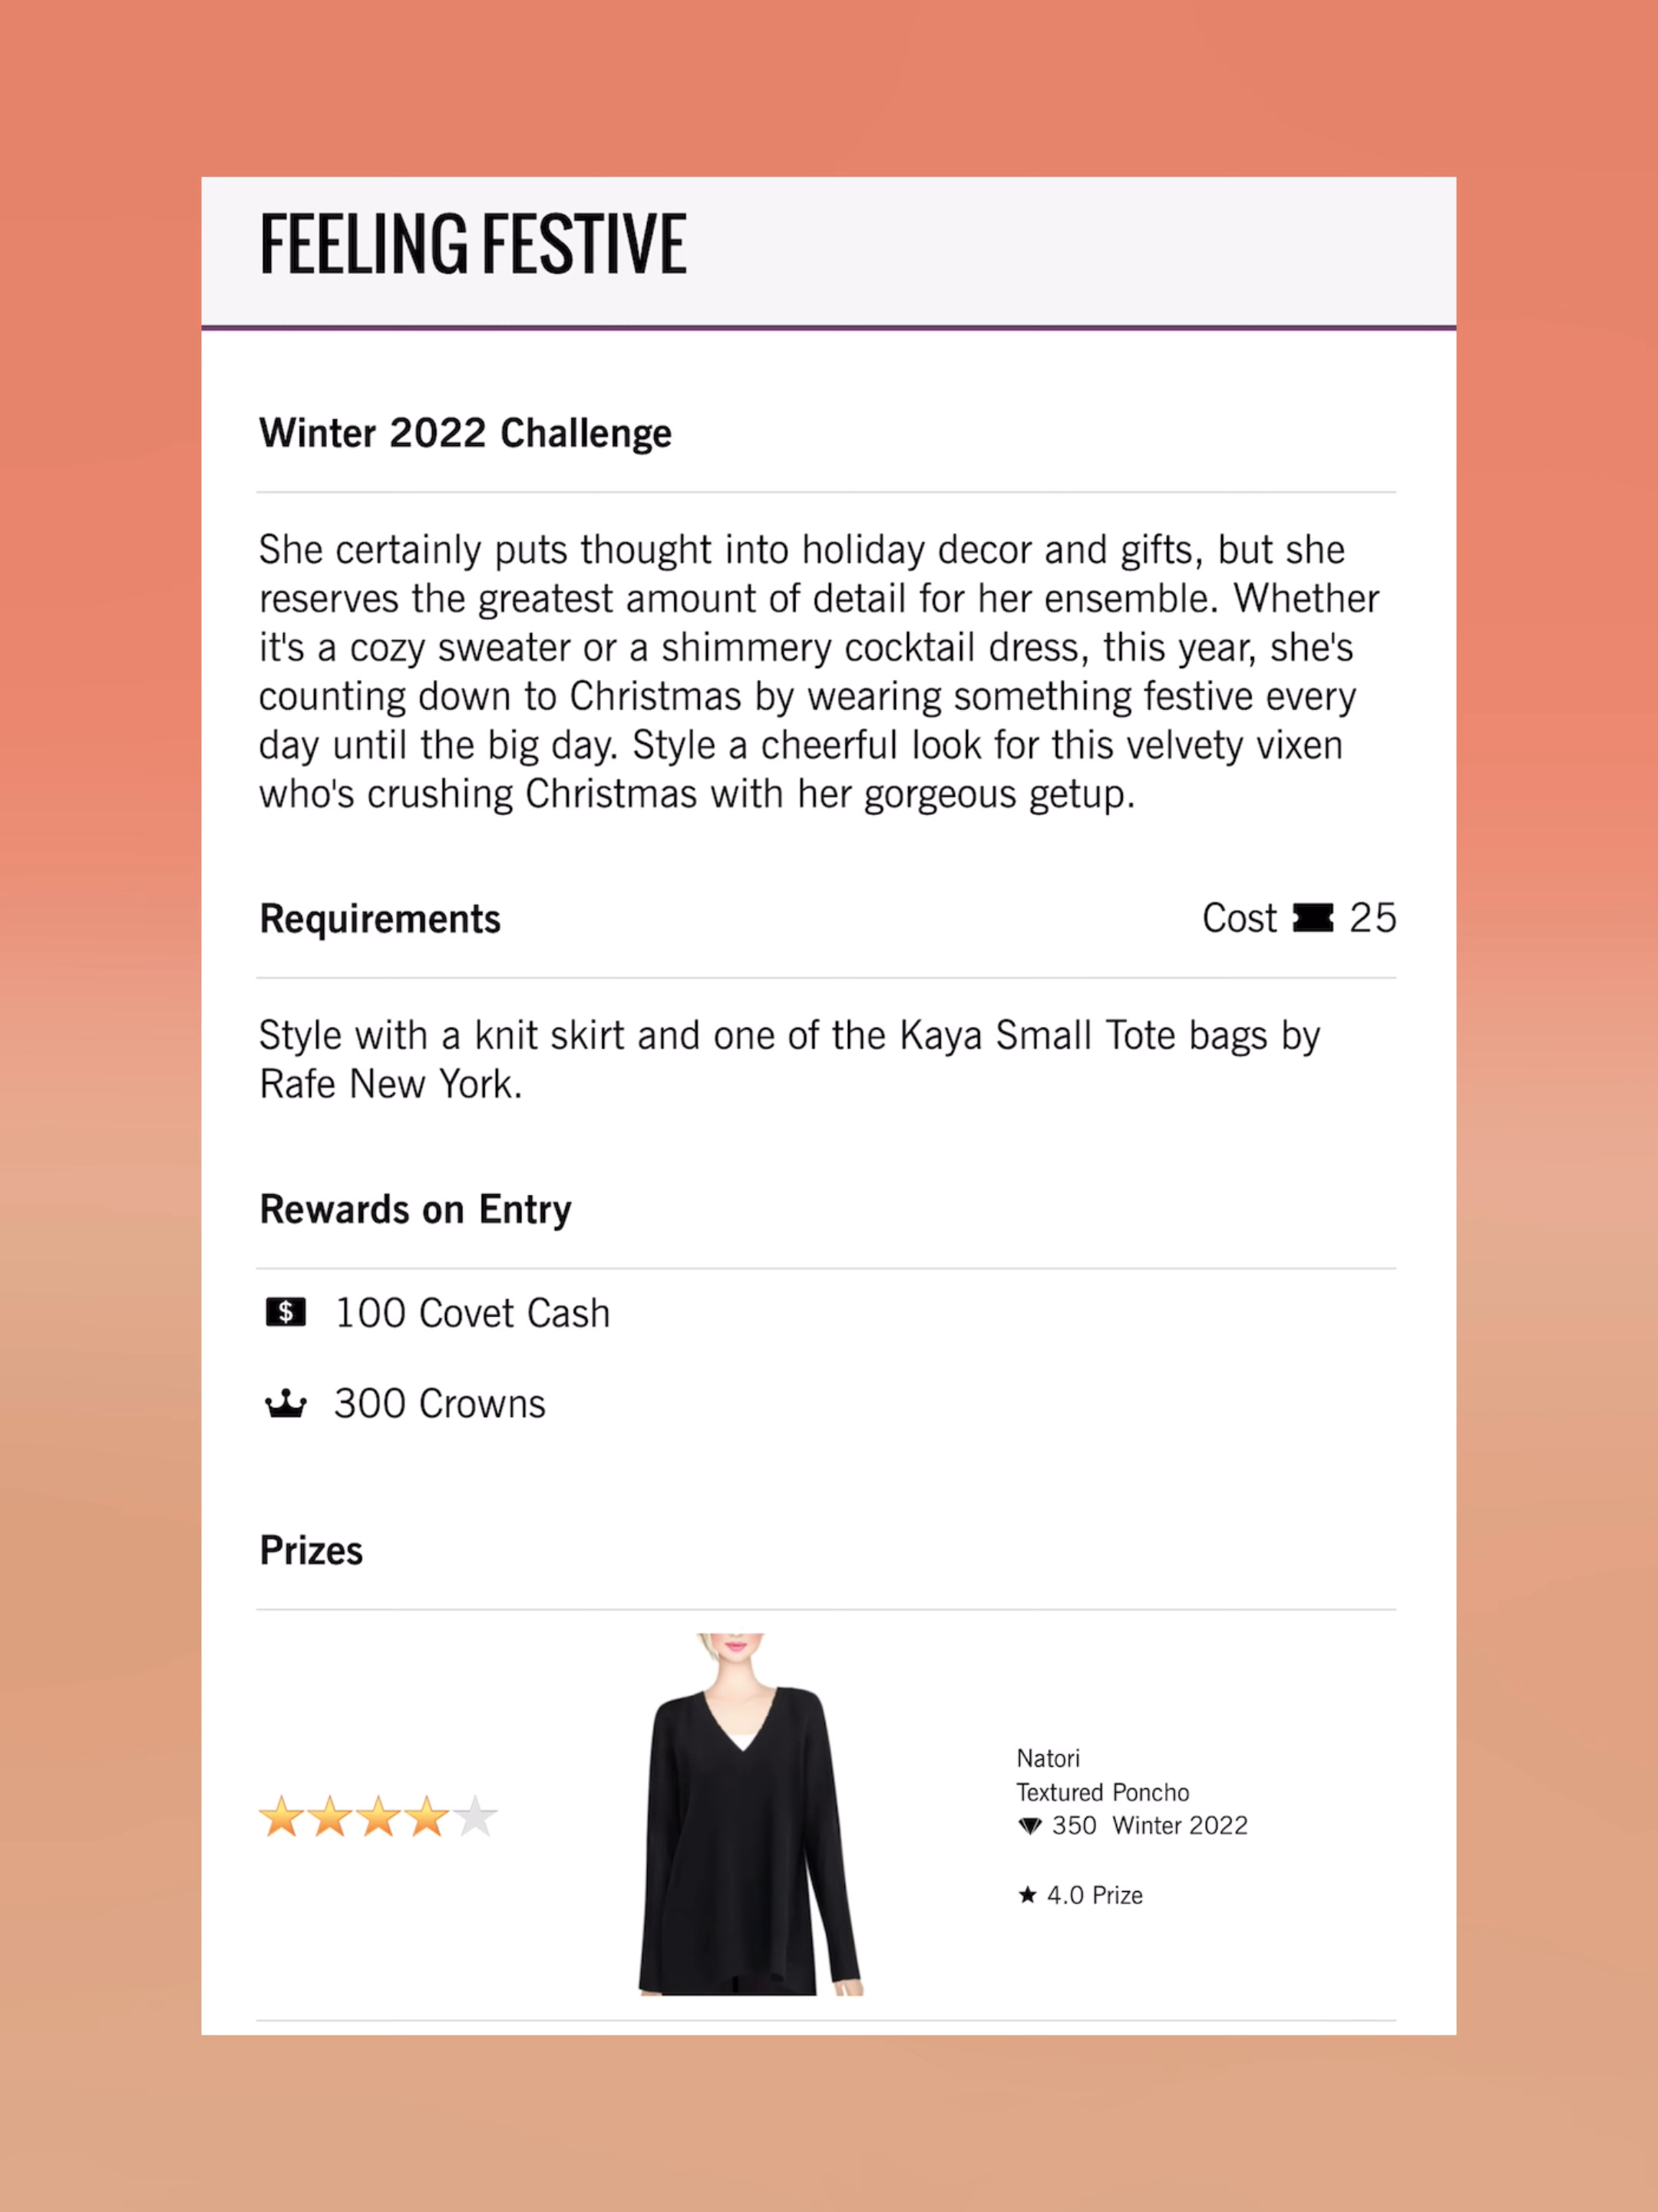 FEELING FESTIVE
Winter 2022 Challenge
She certainly puts thought into holiday decor and gifts, but she
reserves the greatest amount of detail for her ensemble. Whether
it's a cozy sweater or a shimmery cocktail dress, this year, she's
counting down to Christmas by wearing something festive every
day until the big day. Style a cheerful look for this velvety vixen
who's crushing Christmas with her gorgeous getup.
Requirements
Cost 25
Style with a knit skirt and one of the Kaya Small Tote bags by
Rafe New York.
Rewards on Entry
$ 100 Covet Cash
300 Crowns
Prizes
Natori
Textured Poncho
350 Winter 2022
★ 4.0 Prize